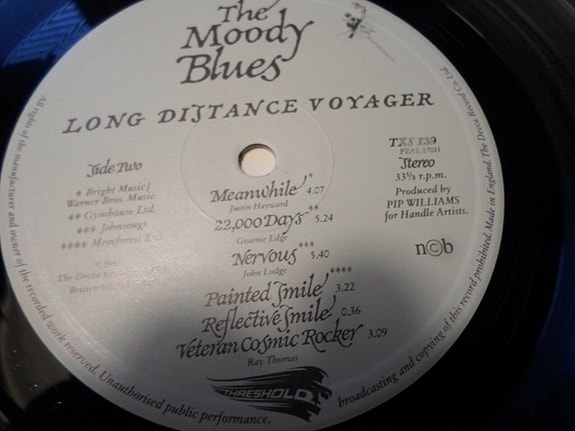 The
Moody
Blues
LONG DISTANCE VOYAGER
Side Two
* Bright Music/
Warner Bros. Music
** Gymhouse Ltd.
*** Johnsongs
**** Memforest
The Decca
TXS 139
Stereo
33⅓ r.p.m.
Produced by
PIP WILLIAMS
for Handle Artists.
ncb
Meanwhile * 4.07
Justin Hayward
22,000 Days ** 5.24
Graeme Edge
Nervous *** 5.40
John Lodge
Painted Smile **** 3.22
Reflective Smile 0.36
Veteran Cosmic Rocker 3.09
Ray Thomas
THRESHOLD
All rights of the manufacturer and owner of the recorded work reserved. Unauthorised public performance, broadcasting and copying of this record prohibited. Made in England. The Decca Record Co. Ltd.